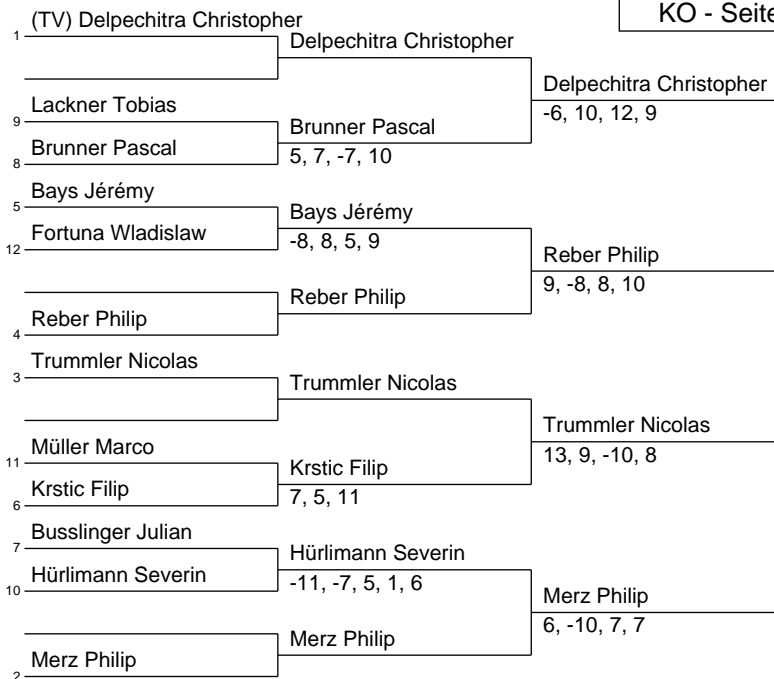 KO - Seite
(TV) Delpechitra Christopher
1
Delpechitra Christopher
Delpechitra Christopher
-6, 10, 12, 9
Lackner Tobias
9
Brunner Pascal
5, 7, -7, 10
Brunner Pascal
8
Bays Jérémy
5
Bays Jérémy
-8, 8, 5, 9
Fortuna Wladislaw
12
Reber Philip
9, -8, 8, 10
Reber Philip
Reber Philip
4
Trummler Nicolas
3
Trummler Nicolas
Trummler Nicolas
13, 9, -10, 8
Müller Marco
11
Krstic Filip
7, 5, 11
Krstic Filip
6
Busslinger Julian
7
Hürlimann Severin
-11, -7, 5, 1, 6
Hürlimann Severin
10
Merz Philip
6, -10, 7, 7
Merz Philip
Merz Philip
2